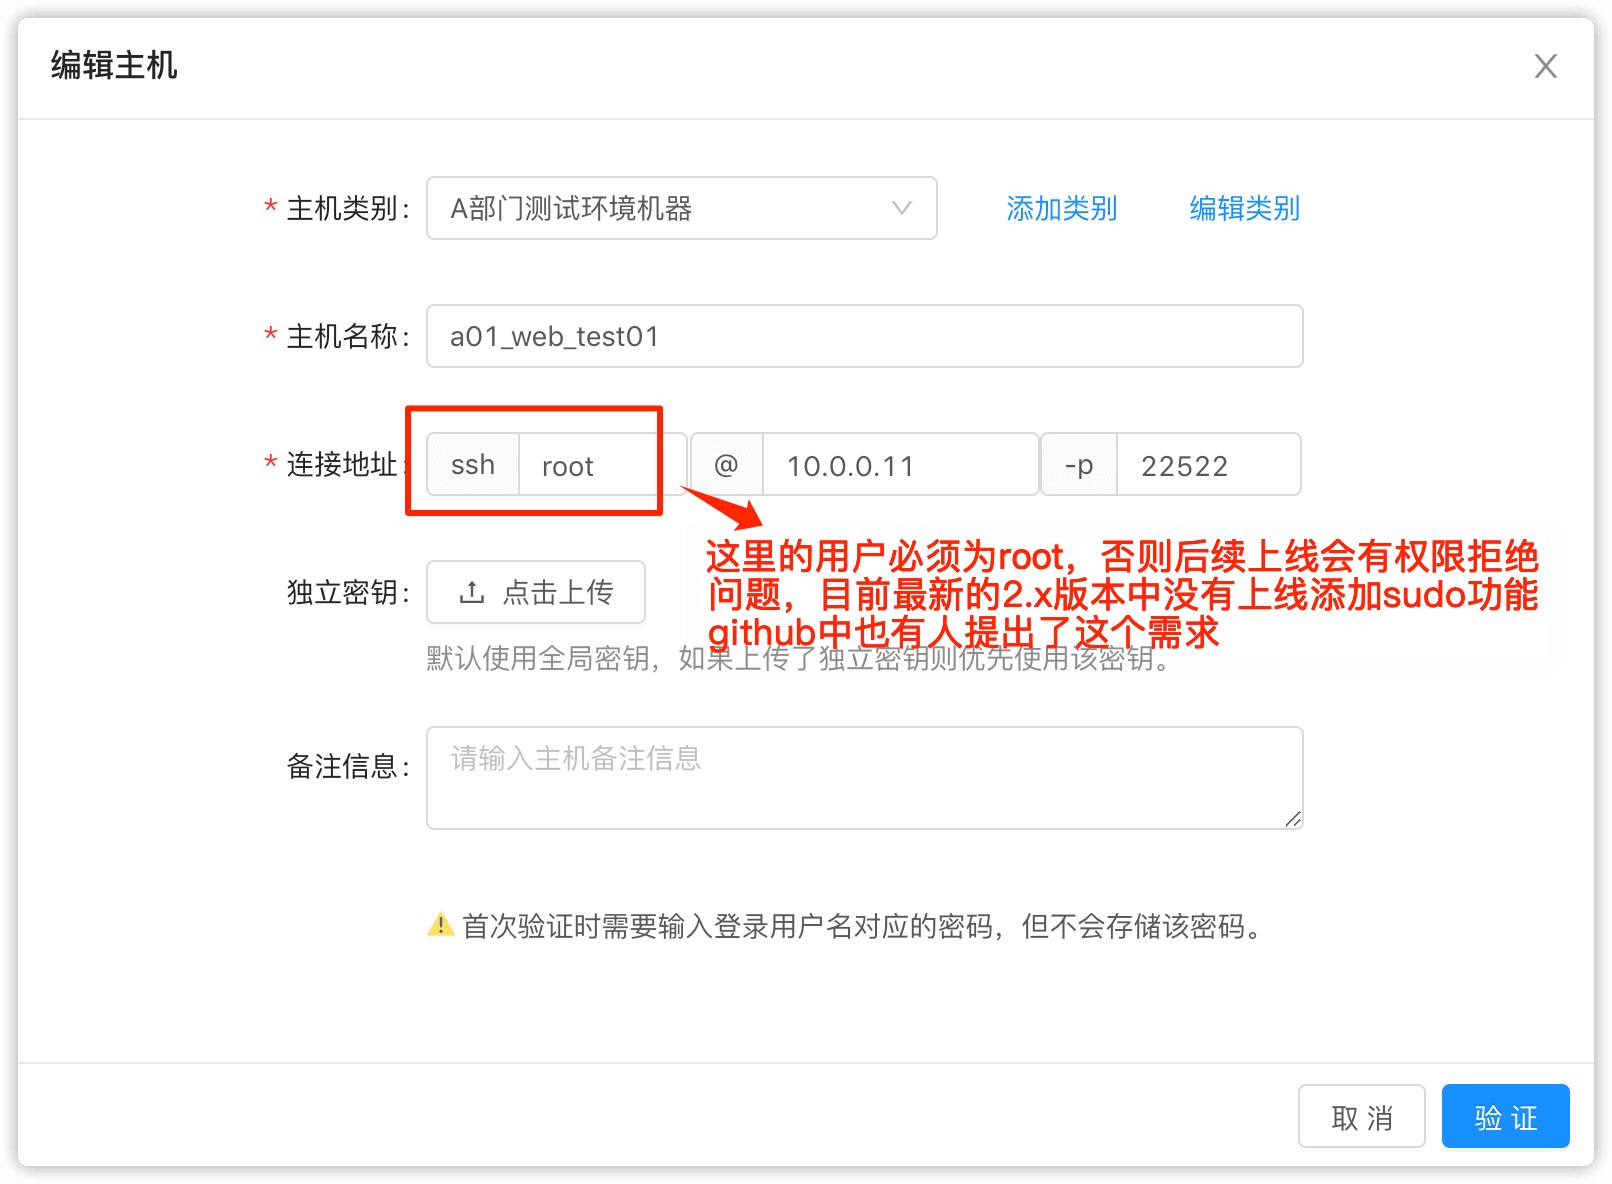 编辑主机
* 主机类别: A部门测试环境机器 添加类别 编辑类别
* 主机名称: a01_web_test01
* 连接地址: ssh root @ 10.0.0.11 -p 22522
这里的用户必须为root，否则后续上线会有权限拒绝
问题，目前最新的2.x版本中没有上线添加sudo功能
github中也有人提出了这个需求
独立密钥: 点击上传
默认使用全局密钥，如果上传了独立密钥则优先使用该密钥。
备注信息: 请输入主机备注信息
首次验证时需要输入登录用户名对应的密码，但不会存储该密码。
取 消 验 证